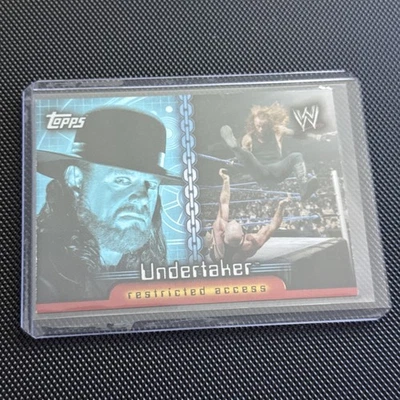 Topps
W
Undertaker
restricted access